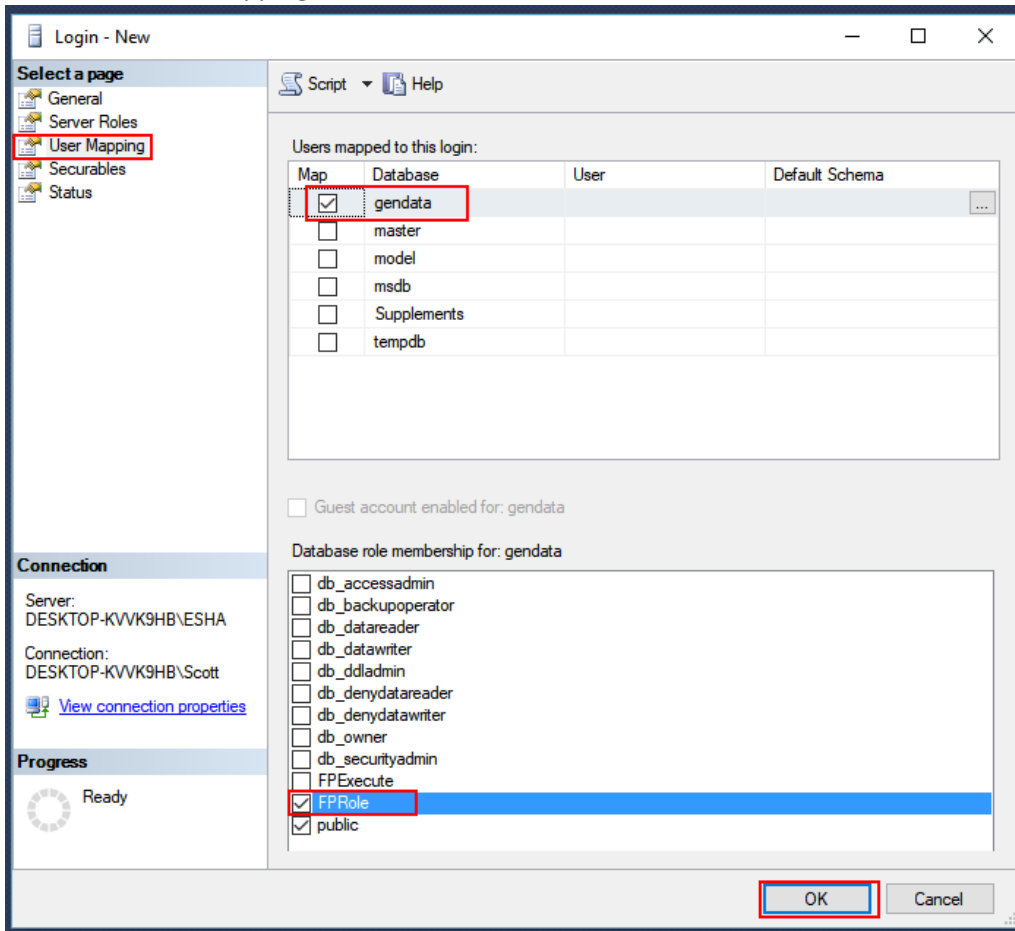 Login - New
Select a page
General
Server Roles
User Mapping
Securables
Status
Script Help
Users mapped to this login:
Map Database User Default Schema
gendata ...
master
model
msdb
Supplements
tempdb
Guest account enabled for: gendata
Database role membership for: gendata
db_accessadmin
db_backupoperator
db_datareader
db_datawriter
db_ddladmin
db_denydatareader
db_denydatawriter
db_owner
db_securityadmin
FPExecute
FPRole
public
Connection
Server:
DESKTOP-KVVK9HB\ESHA
Connection:
DESKTOP-KVVK9HB\Scott
View connection properties
Progress
Ready
OK Cancel